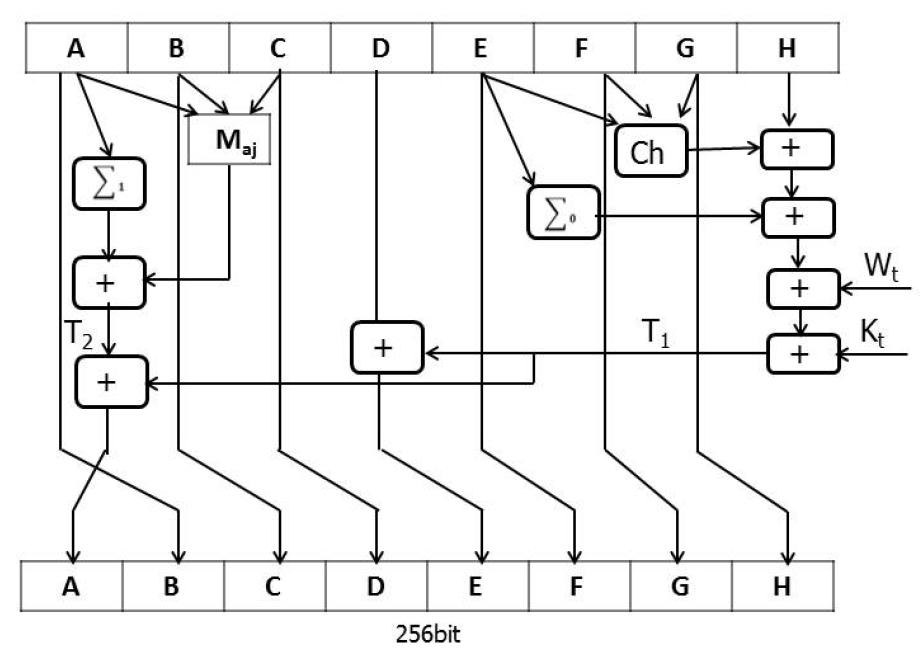 A B C D E F G H
Maj
Ch
+
∑1
∑0
+
+
Wt
+
T2
T1
Kt
+
+
+
A B C D E F G H
256bit